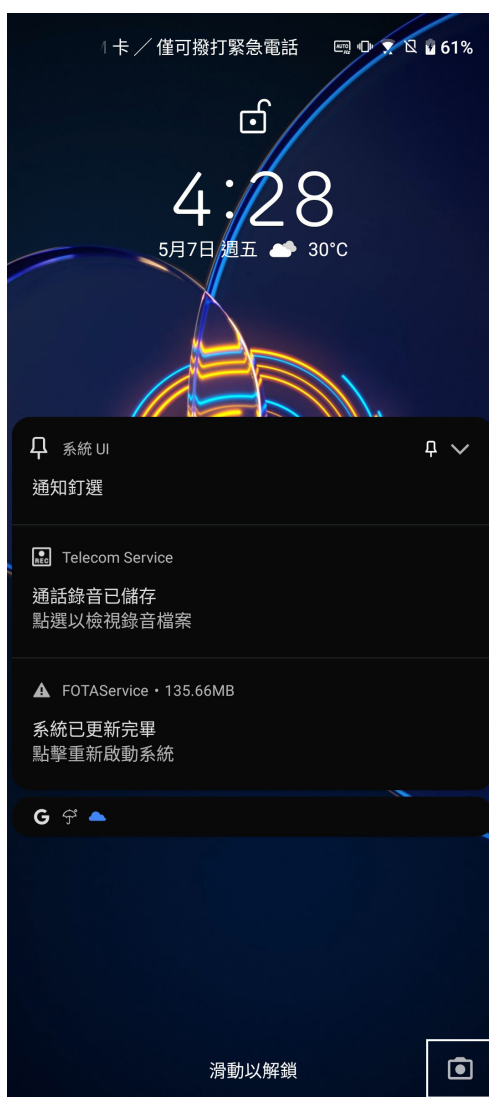 卡／僅可撥打緊急電話 AUTO Hz 61%
4:28
5月7日 週五 30°C
系統 UI
通知釘選
REC Telecom Service
通話錄音已儲存
點選以檢視錄音檔案
FOTAService • 135.66MB
系統已更新完畢
點擊重新啟動系統
G
滑動以解鎖